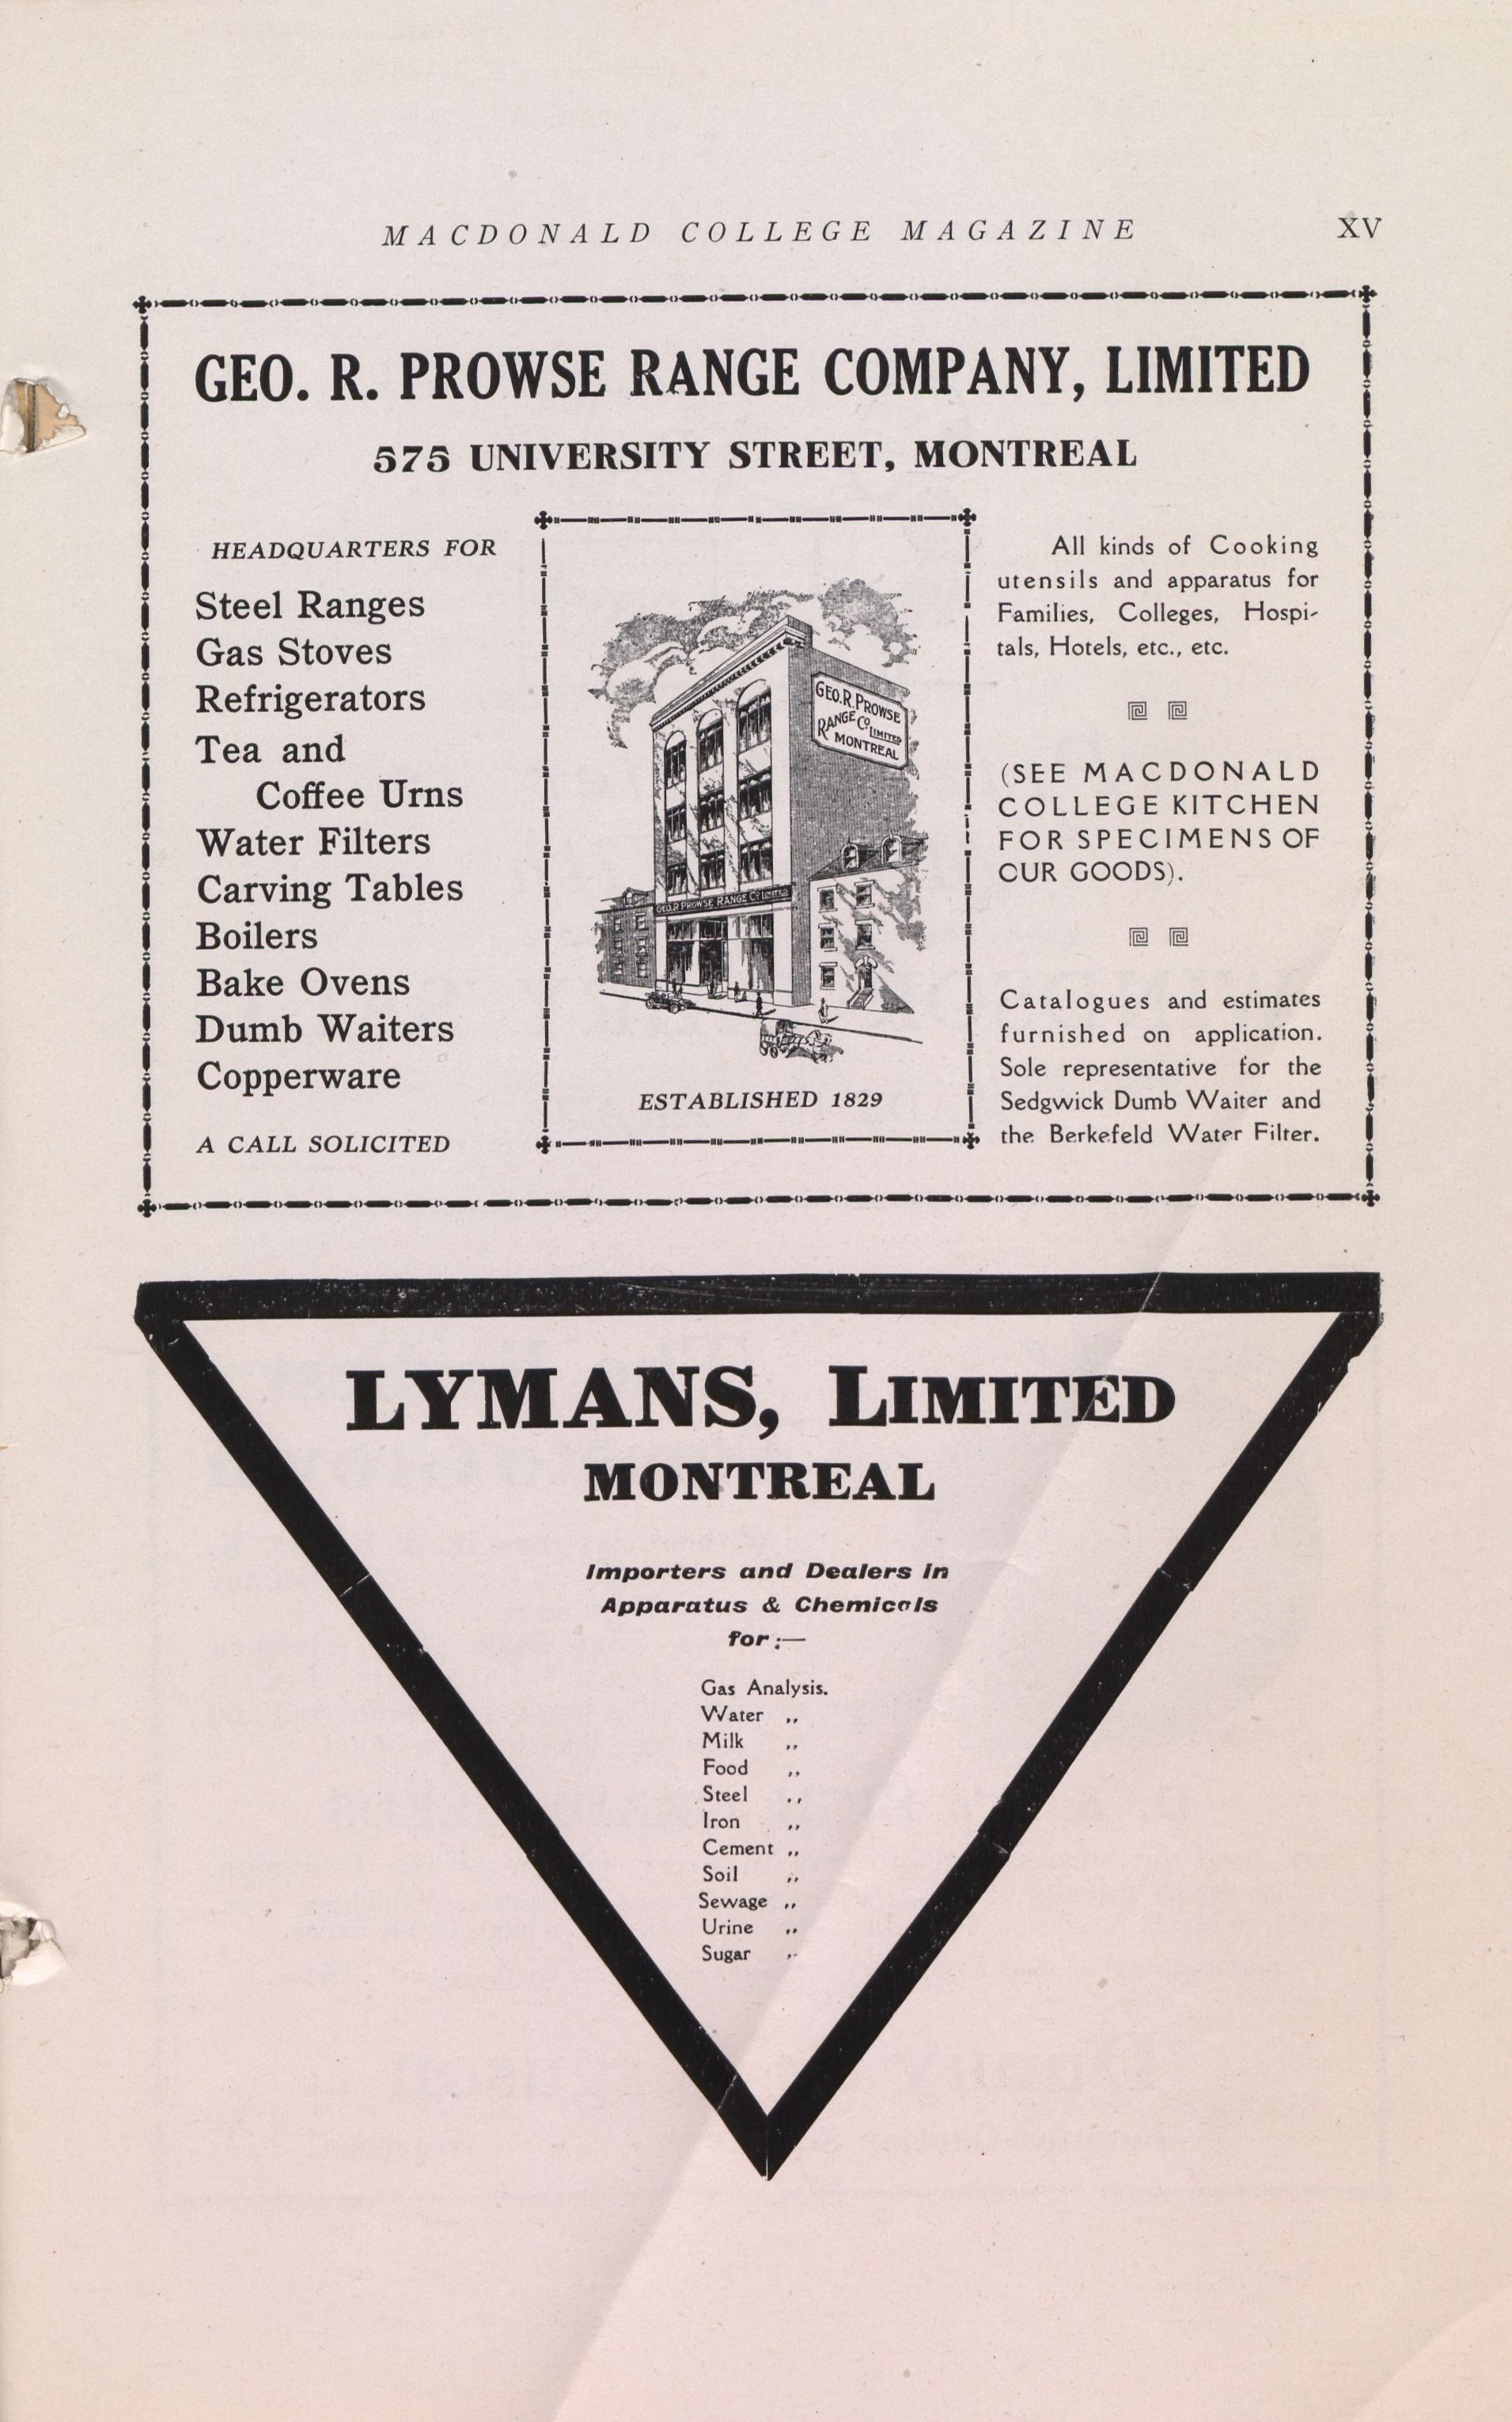 MACDONALD COLLEGE MAGAZINE XV
GEO. R. PROWSE RANGE COMPANY, LIMITED
575 UNIVERSITY STREET, MONTREAL
HEADQUARTERS FOR
Steel Ranges
Gas Stoves
Refrigerators
Tea and
Coffee Urns
Water Filters
Carving Tables
Boilers
Bake Ovens
Dumb Waiters
Copperware
A CALL SOLICITED
GEO. R. PROWSE
RANGE CO. LIMITED
MONTREAL
GEO. R. PROWSE RANGE CO. LIMITED
ESTABLISHED 1829
All kinds of Cooking
utensils and apparatus for
Families, Colleges, Hospi-
tals, Hotels, etc., etc.
(SEE MACDONALD
COLLEGE KITCHEN
FOR SPECIMENS OF
OUR GOODS).
Catalogues and estimates
furnished on application.
Sole representative for the
Sedgwick Dumb Waiter and
the Berkefeld Water Filter.
LYMANS, LIMITED
MONTREAL
Importers and Dealers in
Apparatus & Chemicals
for:—
Gas Analysis.
Water ,,
Milk ,,
Food ,,
Steel ,,
Iron ,,
Cement ,,
Soil ,,
Sewage ,,
Urine ,,
Sugar ,,